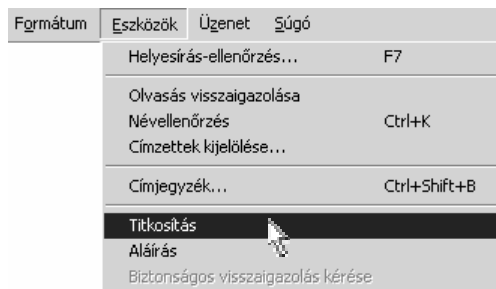 Formátum Eszközök Üzenet Súgó
Helyesírás-ellenőrzés... F7
Olvasás visszaigazolása
Névellenőrzés Ctrl+K
Címzettek kijelölése...
Címjegyzék... Ctrl+Shift+B
Titkosítás
Aláírás
Biztonságos visszaigazolás kérése